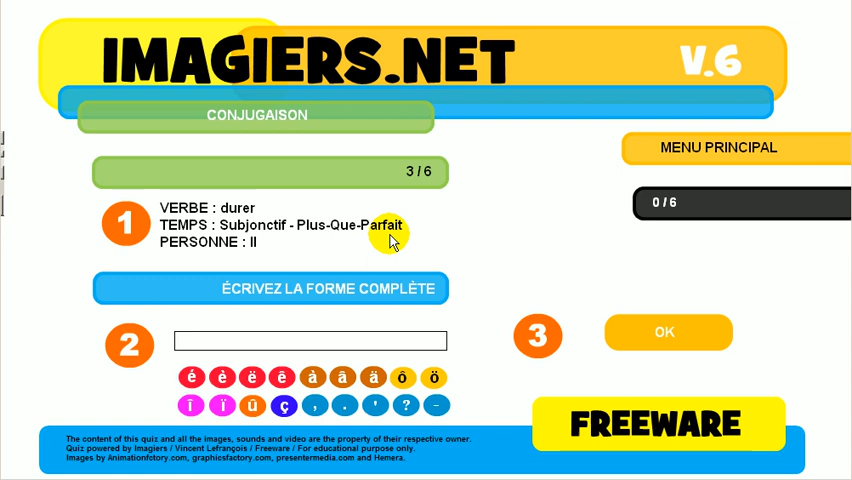 IMAGIERS.NET
V.6
CONJUGAISON
MENU PRINCIPAL
3 / 6
0 / 6
1
VERBE : durer
TEMPS : Subjonctif - Plus-Que-Parfait
PERSONNE : Il
ÉCRIVEZ LA FORME COMPLÈTE
2
3
OK
é è ë ê à â ä ô ö
î ï û ç , . ' ? -
FREEWARE
The content of this quiz and all the images, sounds and video are the property of their respective owner.
Quiz powered by Imagiers / Vincent Lefrançois / Freeware / For educational purpose only.
Images by Animationfctory.com, graphicsfactory.com, presentermedia.com and Hemera.